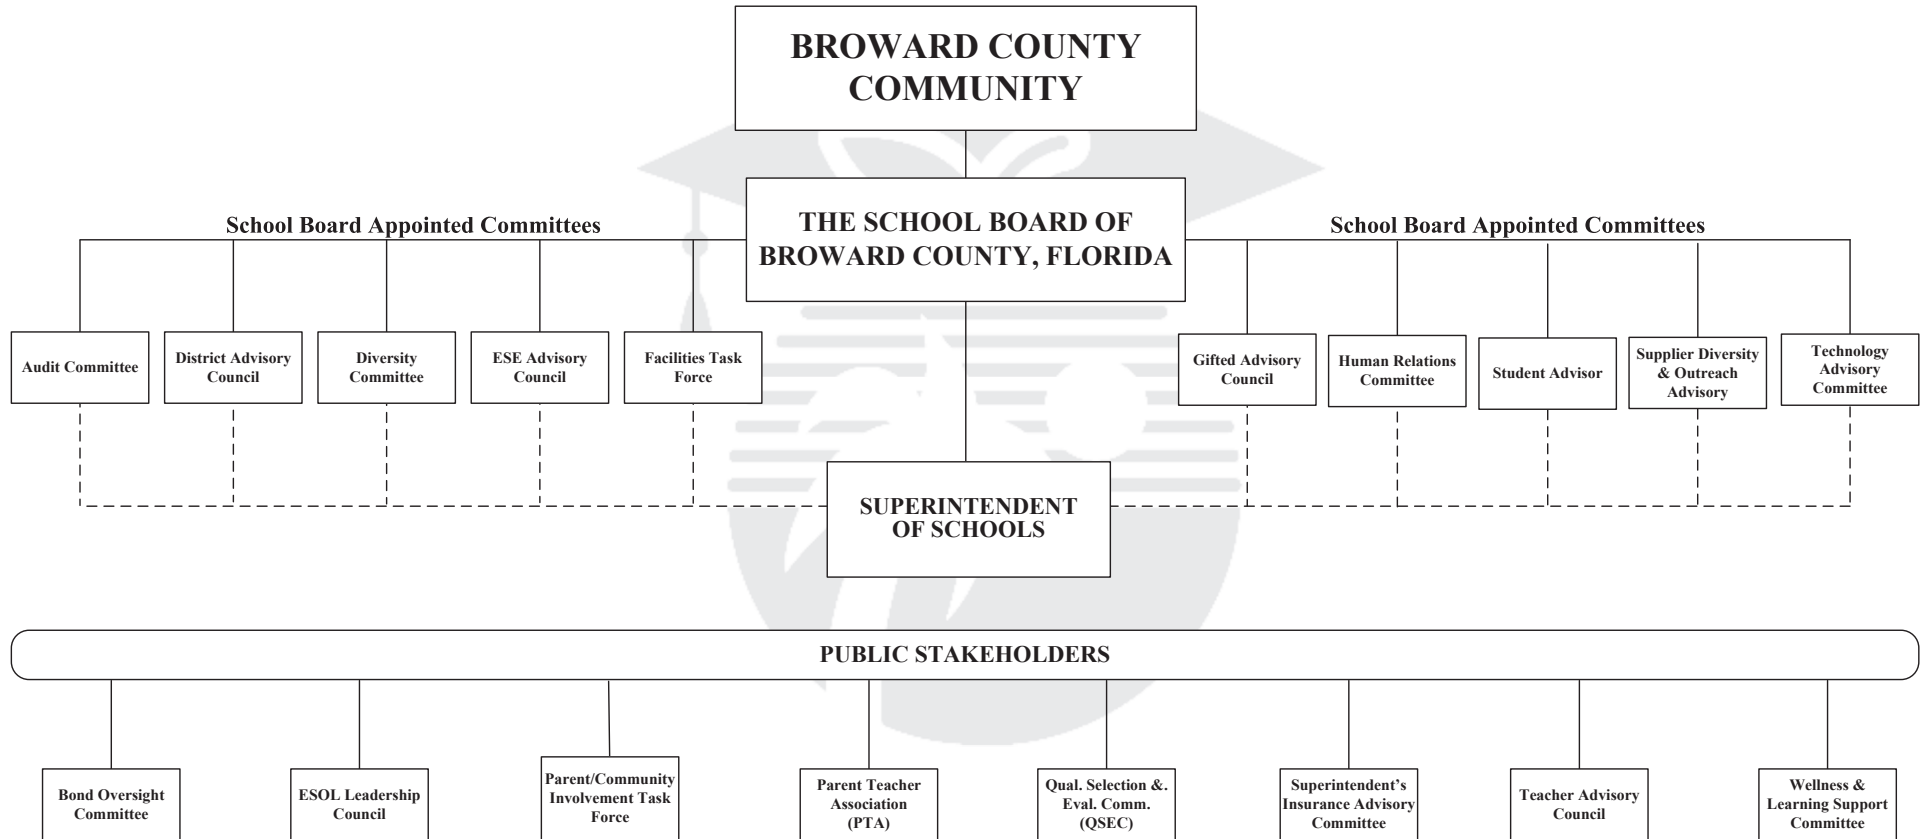 BROWARD COUNTY
COMMUNITY
THE SCHOOL BOARD OF
BROWARD COUNTY, FLORIDA
School Board Appointed Committees
School Board Appointed Committees
Audit Committee
District Advisory
Council
Diversity
Committee
ESE Advisory
Council
Facilities Task
Force
Gifted Advisory
Council
Human Relations
Committee
Student Advisor
Supplier Diversity
& Outreach
Advisory
Technology
Advisory
Committee
SUPERINTENDENT
OF SCHOOLS
PUBLIC STAKEHOLDERS
Bond Oversight
Committee
ESOL Leadership
Council
Parent/Community
Involvement Task
Force
Parent Teacher
Association
(PTA)
Qual. Selection &.
Eval. Comm.
(QSEC)
Superintendent’s
Insurance Advisory
Committee
Teacher Advisory
Council
Wellness &
Learning Support
Committee